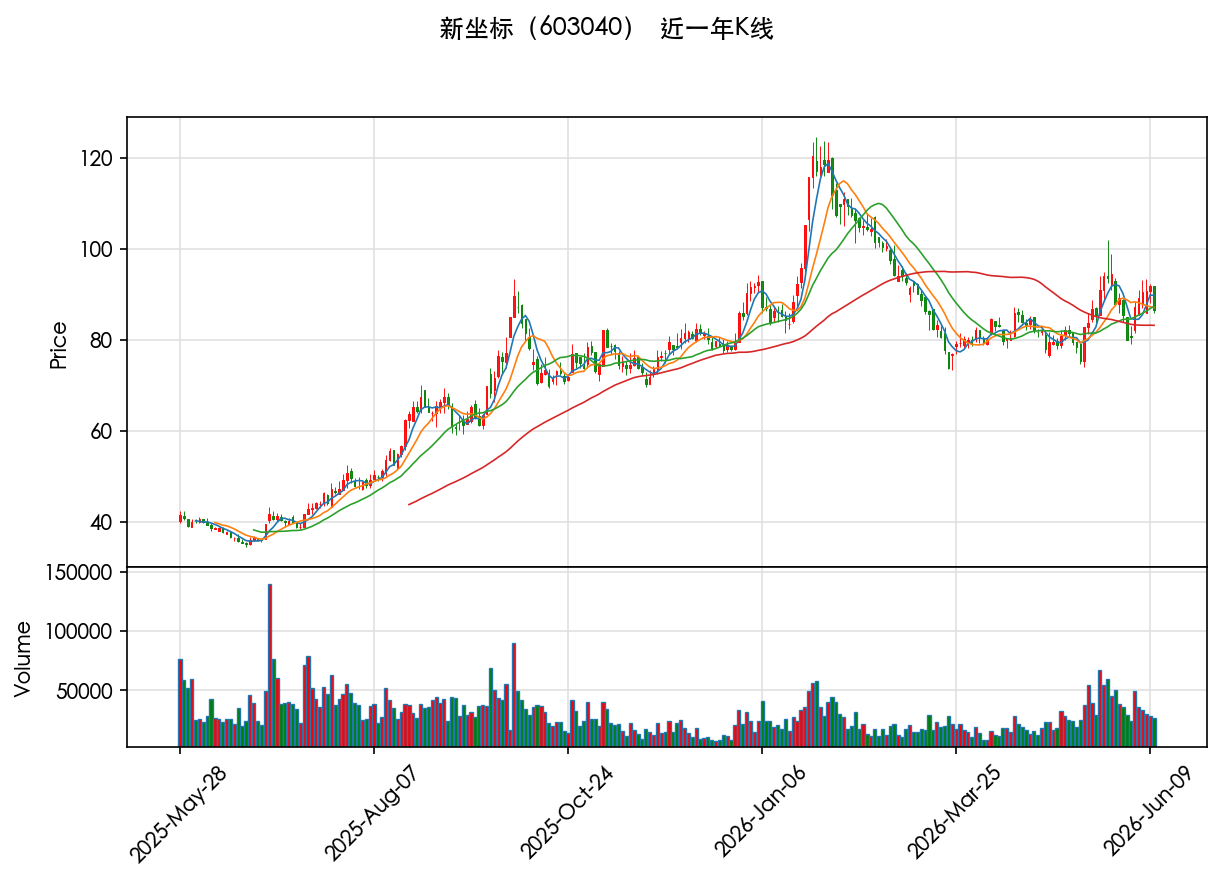 新坐标（603040） 近一年K线
Price
120
100
80
60
40
Volume
150000
100000
50000
2025-May-28
2025-Aug-07
2025-Oct-24
2026-Jan-06
2026-Mar-25
2026-Jun-09